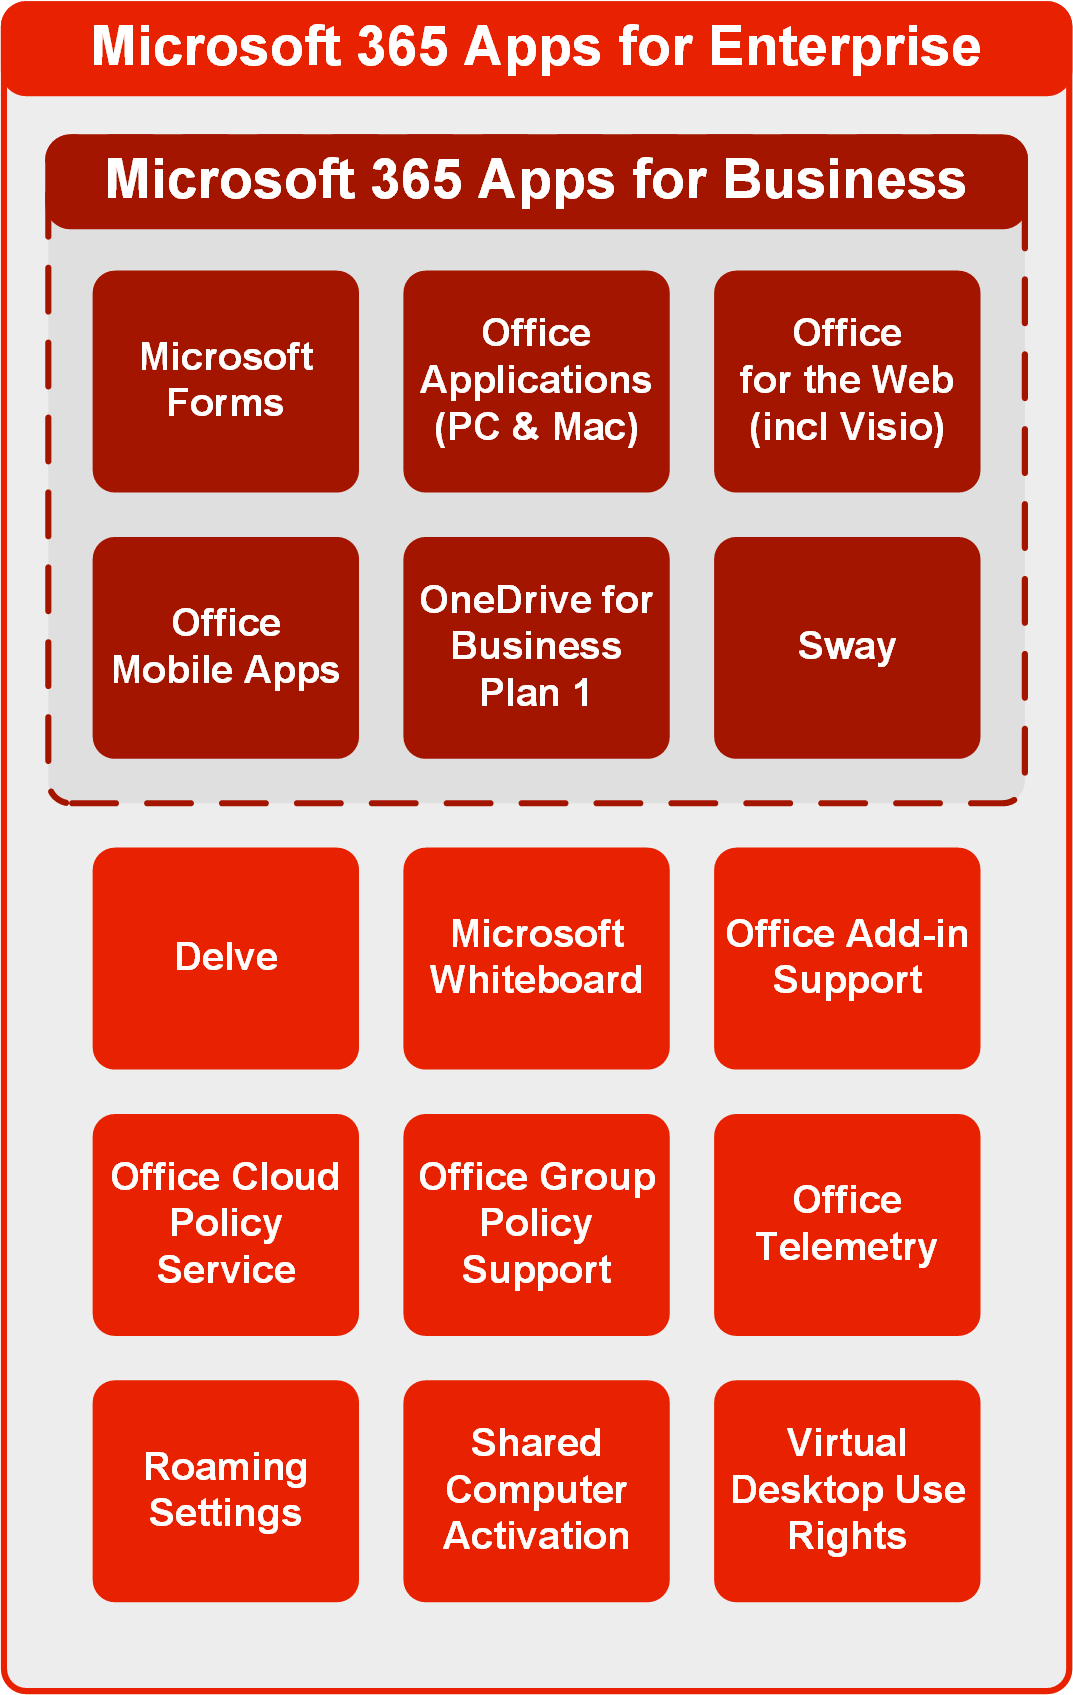 Microsoft 365 Apps for Enterprise
Microsoft 365 Apps for Business
Microsoft
Forms
Office
Applications
(PC & Mac)
Office
for the Web
(incl Visio)
Office
Mobile Apps
OneDrive for
Business
Plan 1
Sway
Delve
Microsoft
Whiteboard
Office Add-in
Support
Office Cloud
Policy
Service
Office Group
Policy
Support
Office
Telemetry
Roaming
Settings
Shared
Computer
Activation
Virtual
Desktop Use
Rights